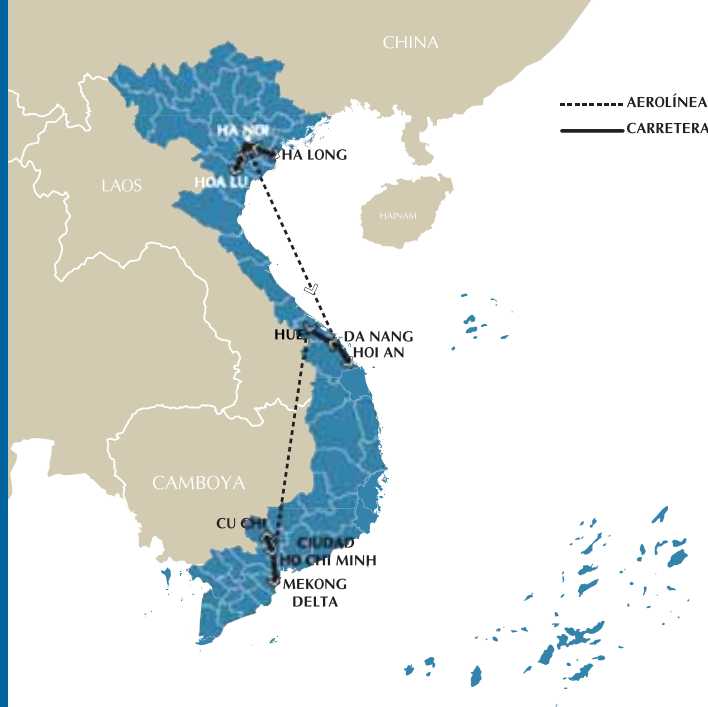 CHINA
AEROLÍNEA
CARRETERA
HA NOI
HA LONG
LAOS
HOA LU
HAINAM
HUE
DA NANG
HOI AN
CAMBOYA
CU CHI
CIUDAD
HO CHI MINH
MEKONG
DELTA